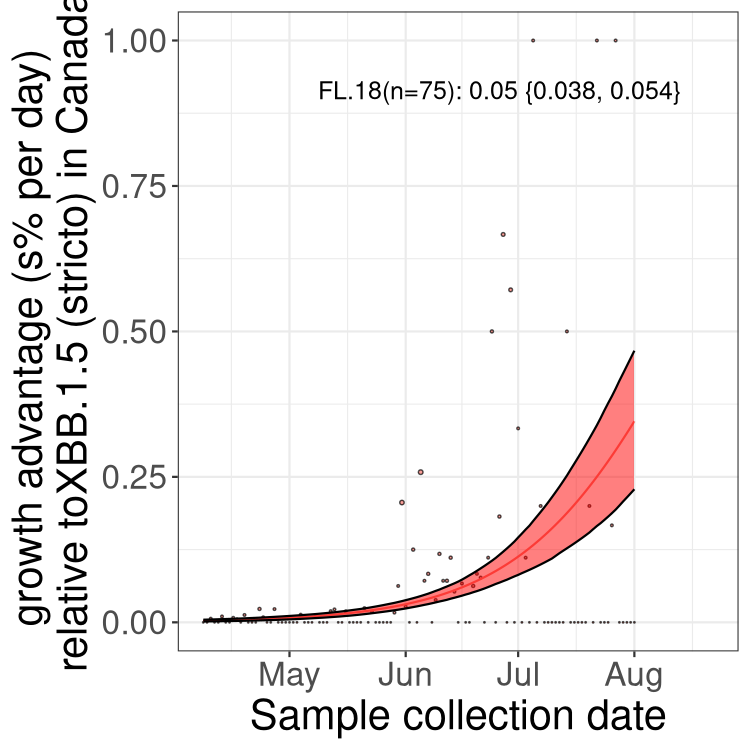 growth advantage (s% per day)
relative toXBB.1.5 (stricto) in Canada
1.00
FL.18(n=75): 0.05 {0.038, 0.054}
0.75
0.50
0.25
0.00
May Jun Jul Aug
Sample collection date